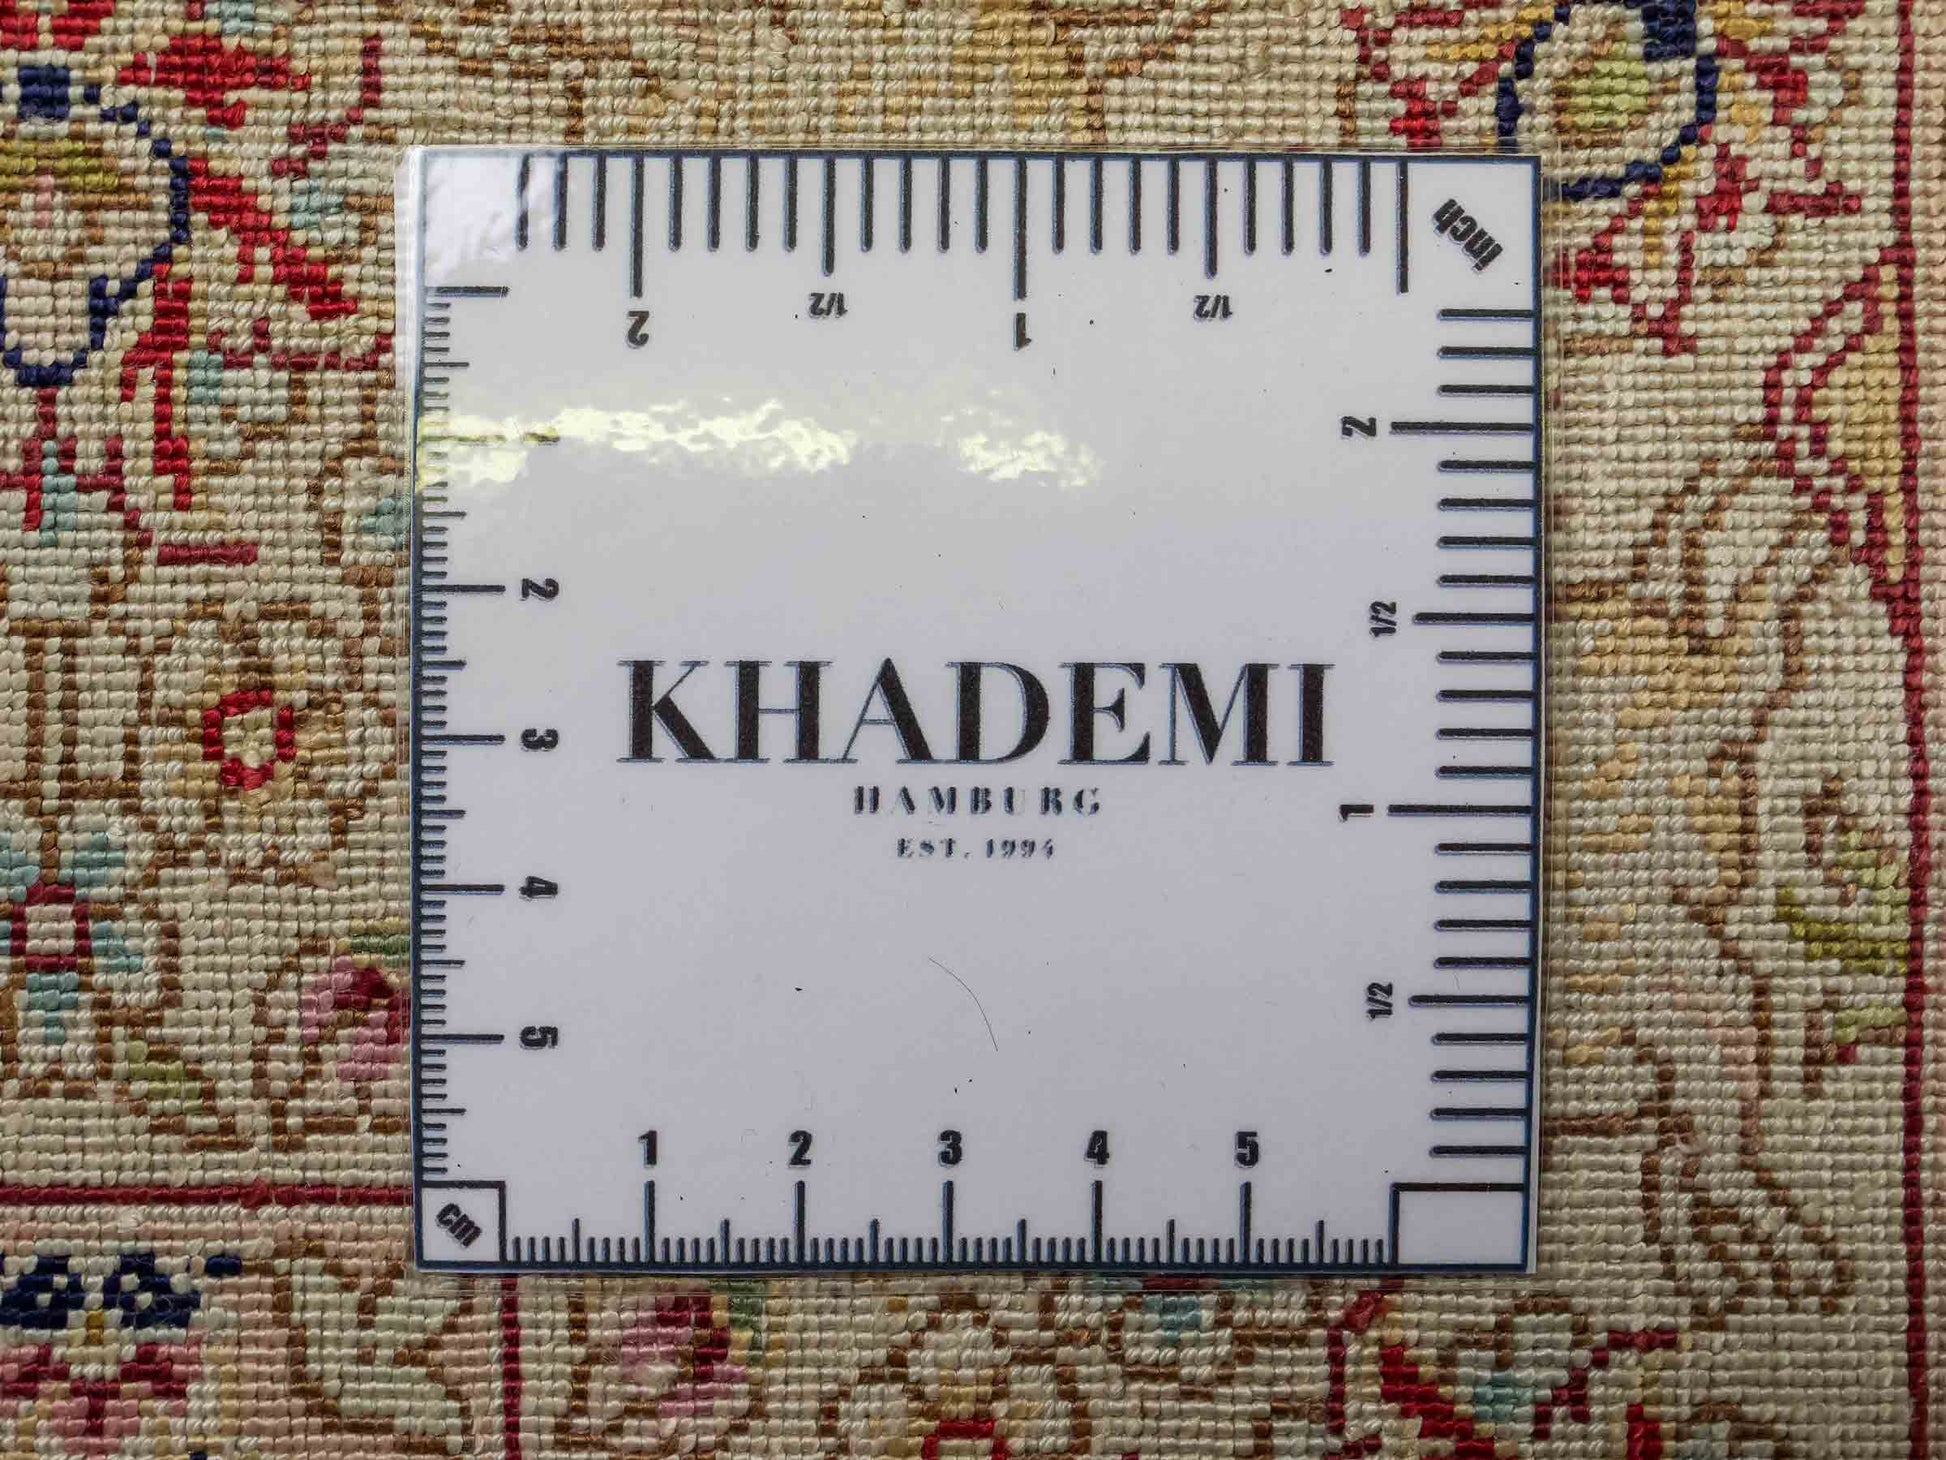 inch
2 1/2 1 1/2
2
1/2
1
1/2
2
3
4
5
KHADEMI
HAMBURG
EST. 1994
1 2 3 4 5
cm